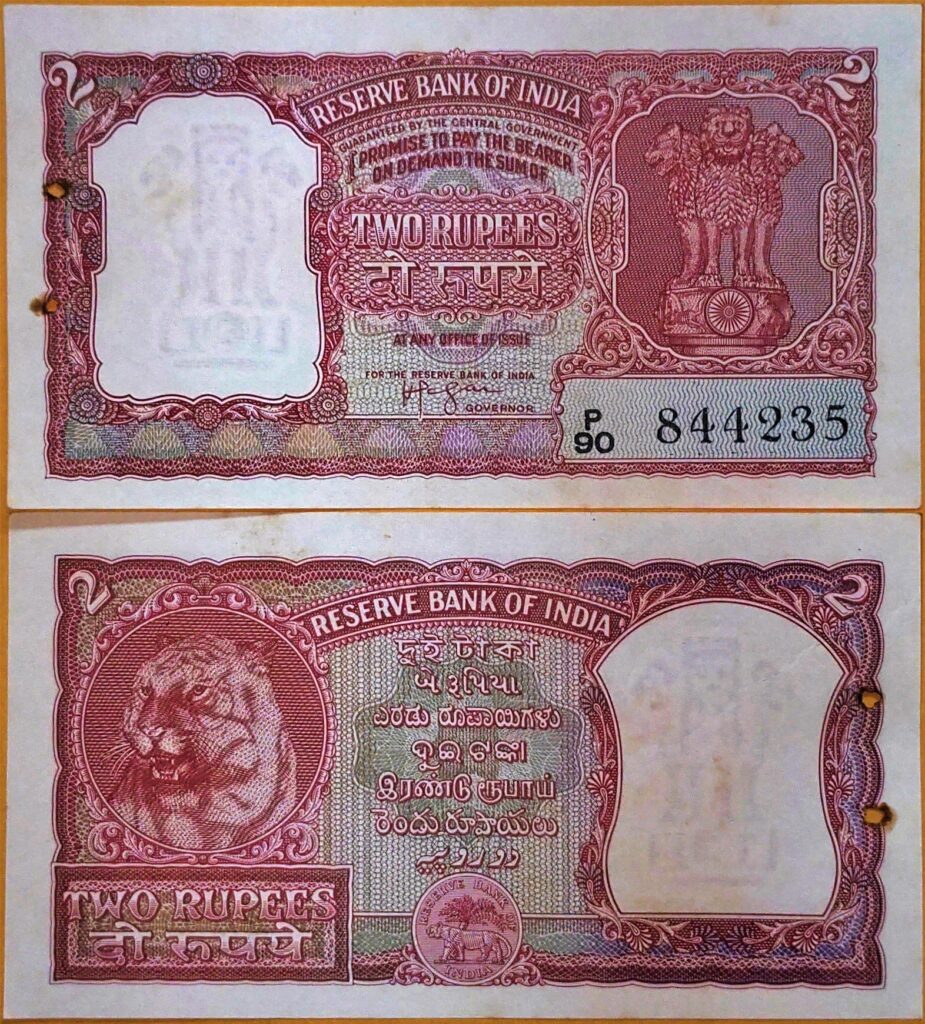 2
2
RESERVE BANK OF INDIA
GUARANTEED BY THE CENTRAL GOVERNMENT
I PROMISE TO PAY THE BEARER
ON DEMAND THE SUM OF
TWO RUPEES
दो रूपये
AT ANY OFFICE OF ISSUE
FOR THE RESERVE BANK OF INDIA
GOVERNOR
P
90 844235
2
2
RESERVE BANK OF INDIA
দুই টাকা
બે રૂપિયા
ಎರಡು ರೂಪಾಯಿಗಳು
ଦୁଇ ଟଙ୍କା
இரண்டு ரூபாய்
రెండు రూపాయలు
دو روپیے
TWO RUPEES
दो रूपये
RESERVE BANK OF
INDIA